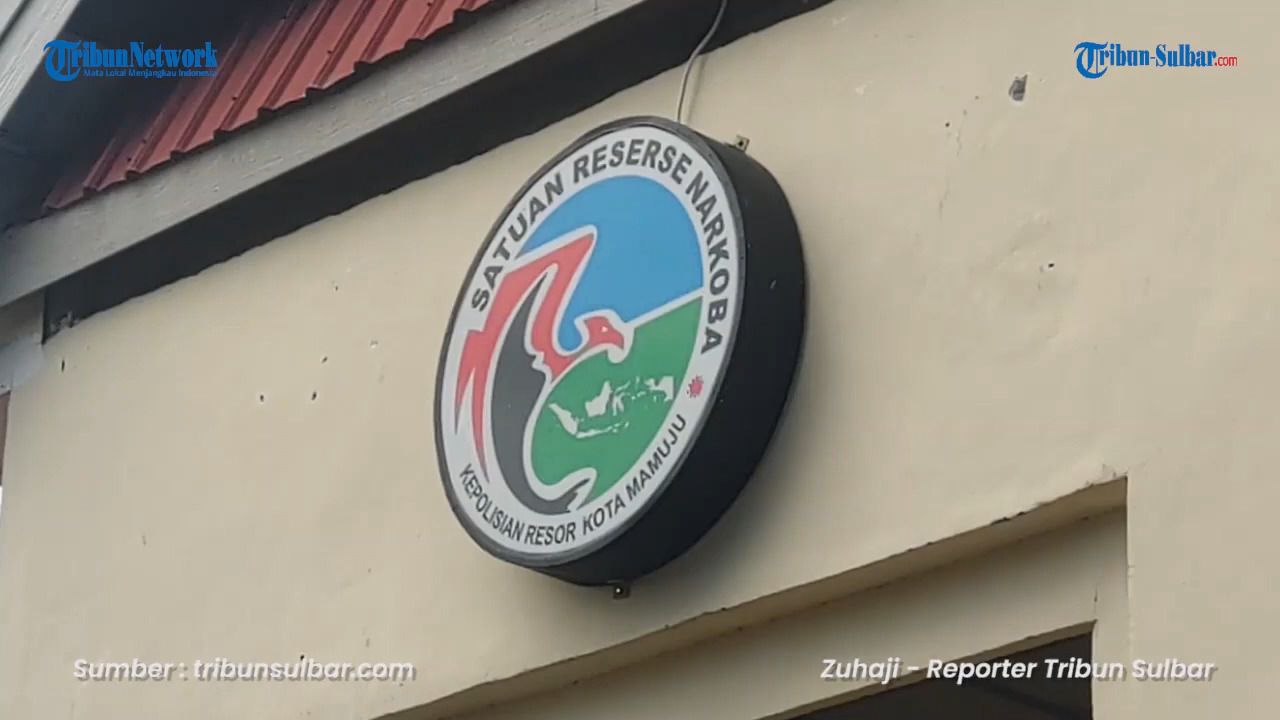 TribunNetwork
Mata Lokal Menjangkau Indonesia
Tribun-Sulbar.com
SATUAN RESERSE NARKOBA
KEPOLISIAN RESOR KOTA MAMUJU
Sumber : tribunsulbar.com
Zuhaji - Reporter Tribun Sulbar